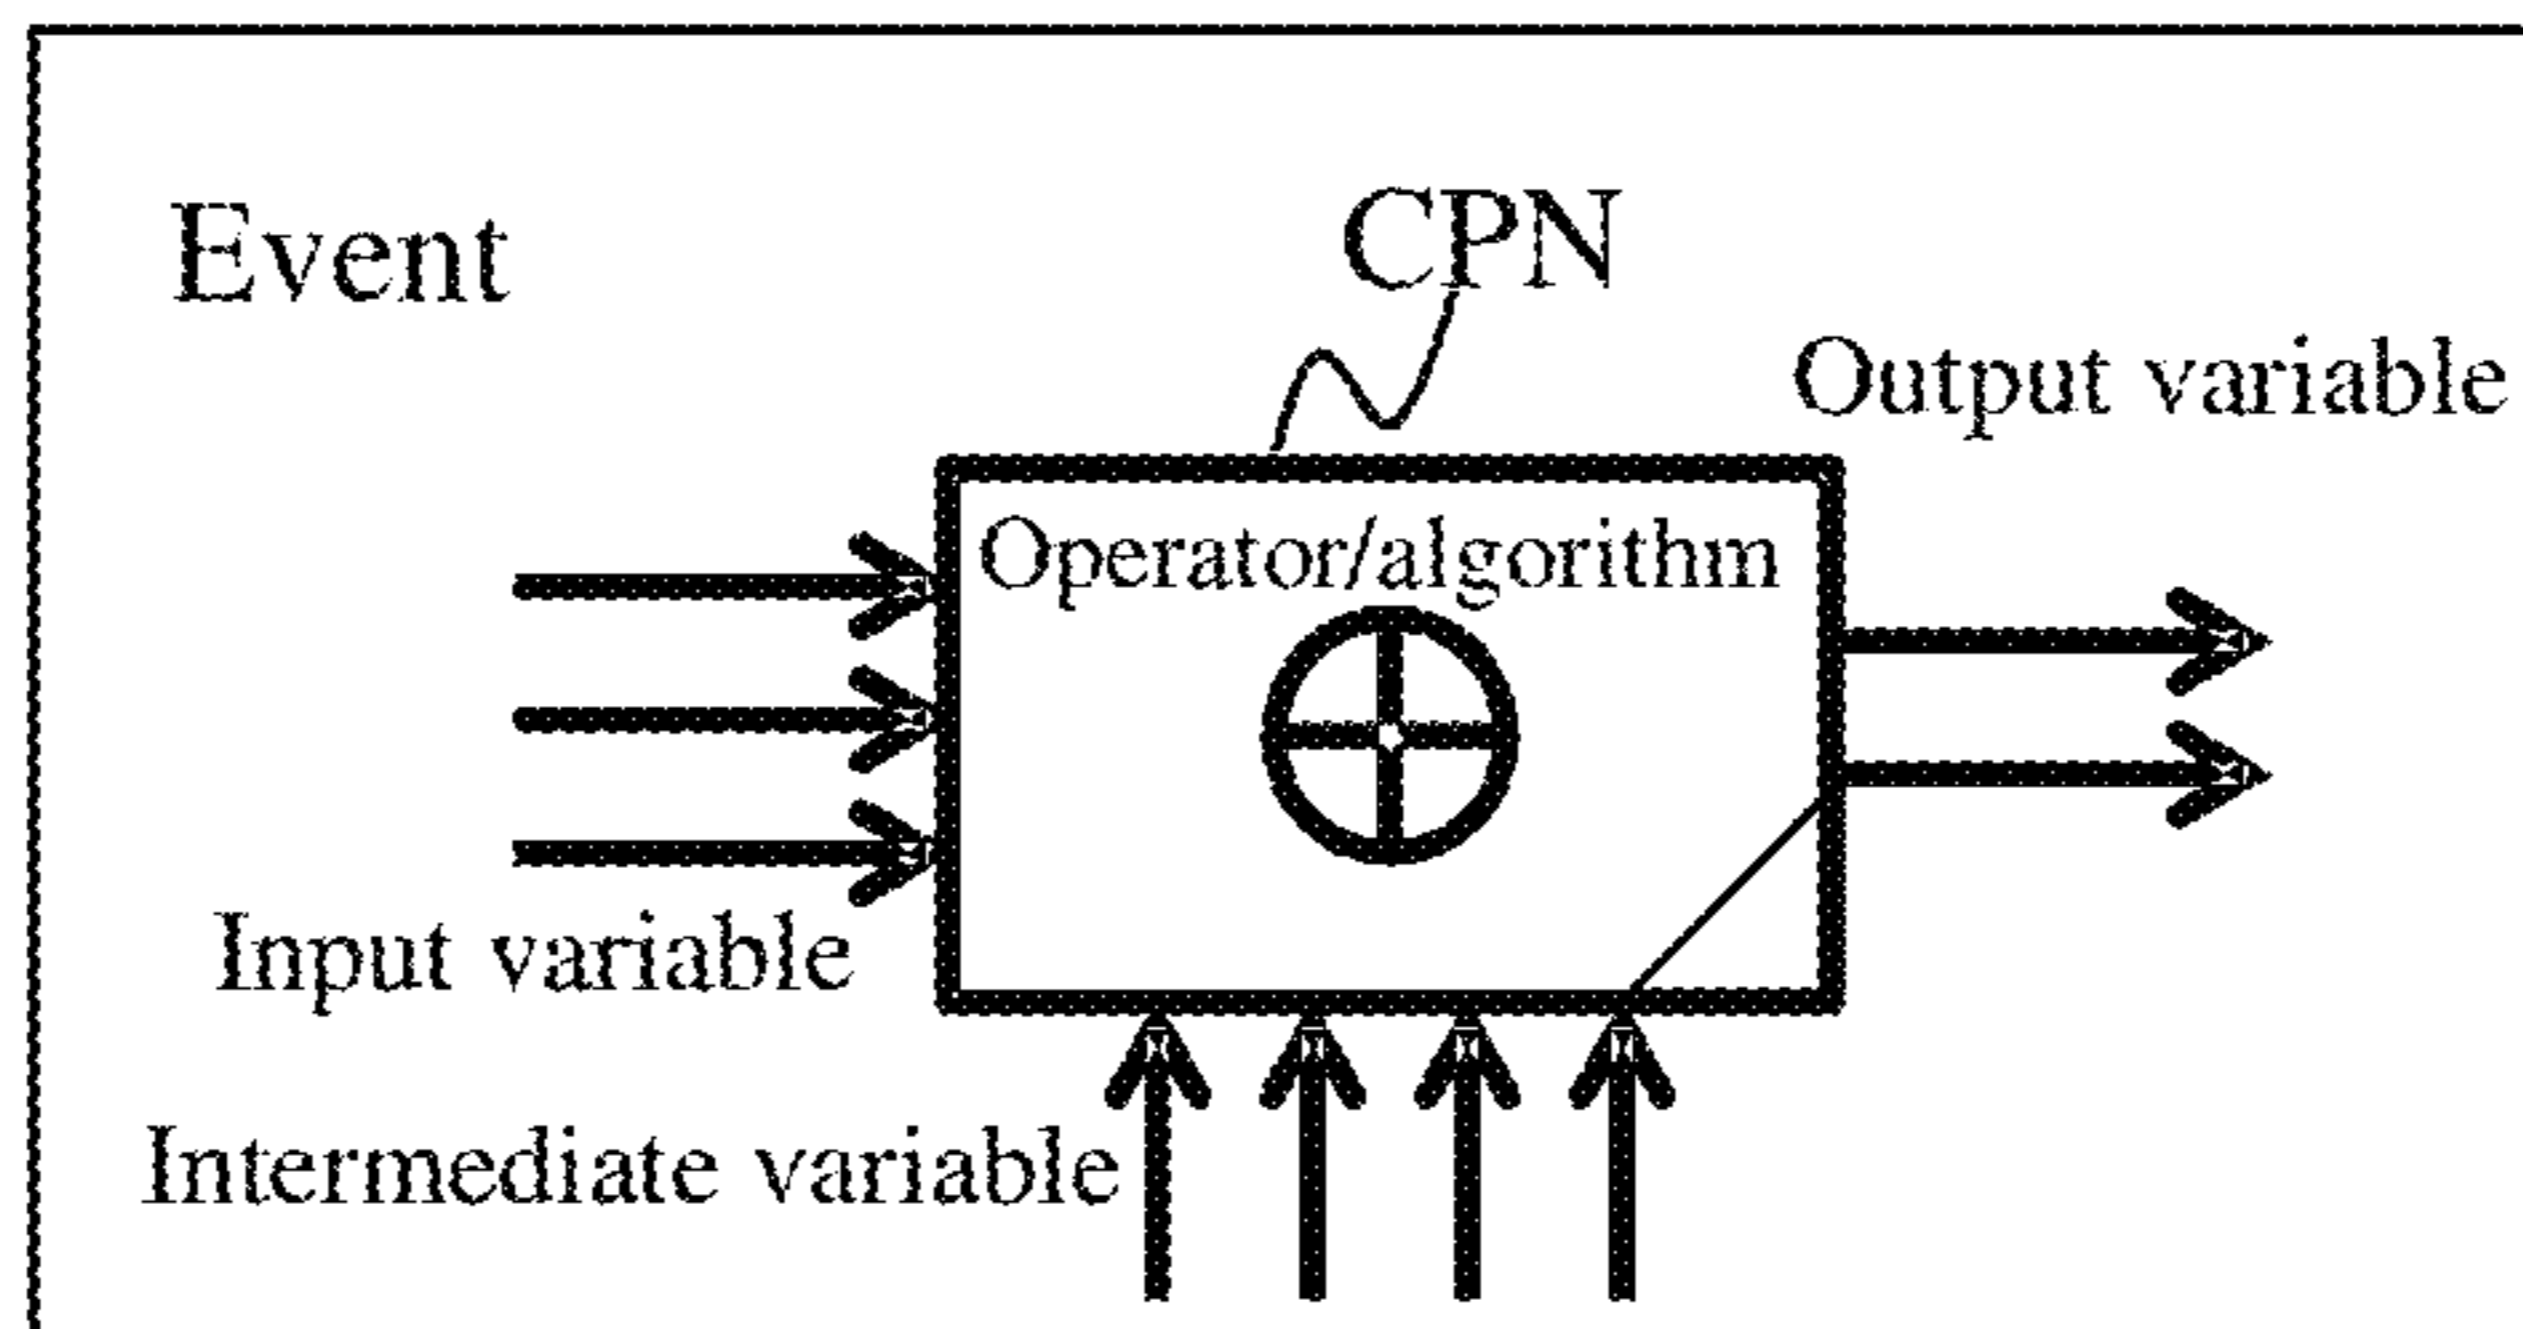 Event
CPN
Output variable
Operator/algorithm
Input variable
Intermediate variable